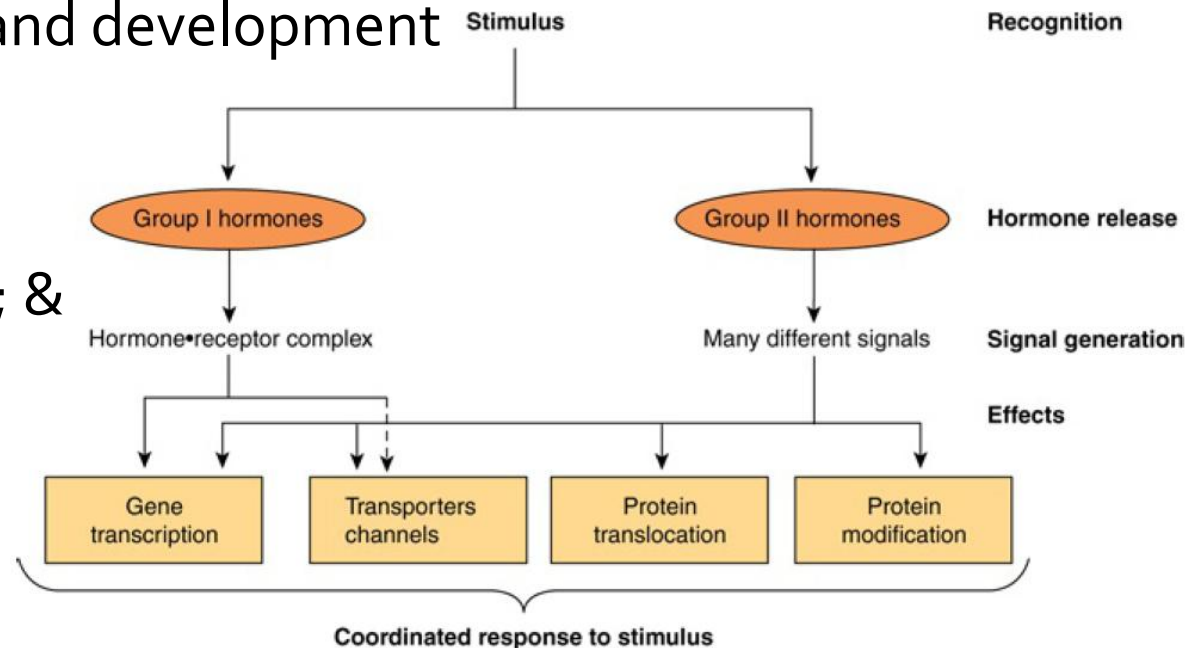 and development
Stimulus
Recognition
Group I hormones
Group II hormones
Hormone release
&
Hormone•receptor complex
Many different signals
Signal generation
Effects
Gene
transcription
Transporters
channels
Protein
translocation
Protein
modification
Coordinated response to stimulus